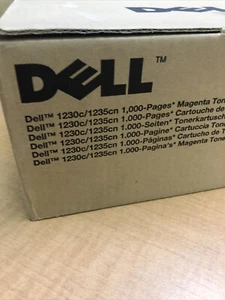 DELL™
Dell™ 1230c/1235cn 1,000-Pages* Magenta Ton
Dell™ 1230c/1235cn 1,000-Pages* Cartouche de
Dell™ 1230c/1235cn 1.000-Seiten* Tonerkartusch
Dell™ 1230c/1235cn 1.000-Pagine* Cartuccia Ton
Dell™ 1230c/1235cn 1.000-Páginas* Cartucho de T
Dell™ 1230c/1235cn 1.000-Pagina's* Magenta Tone